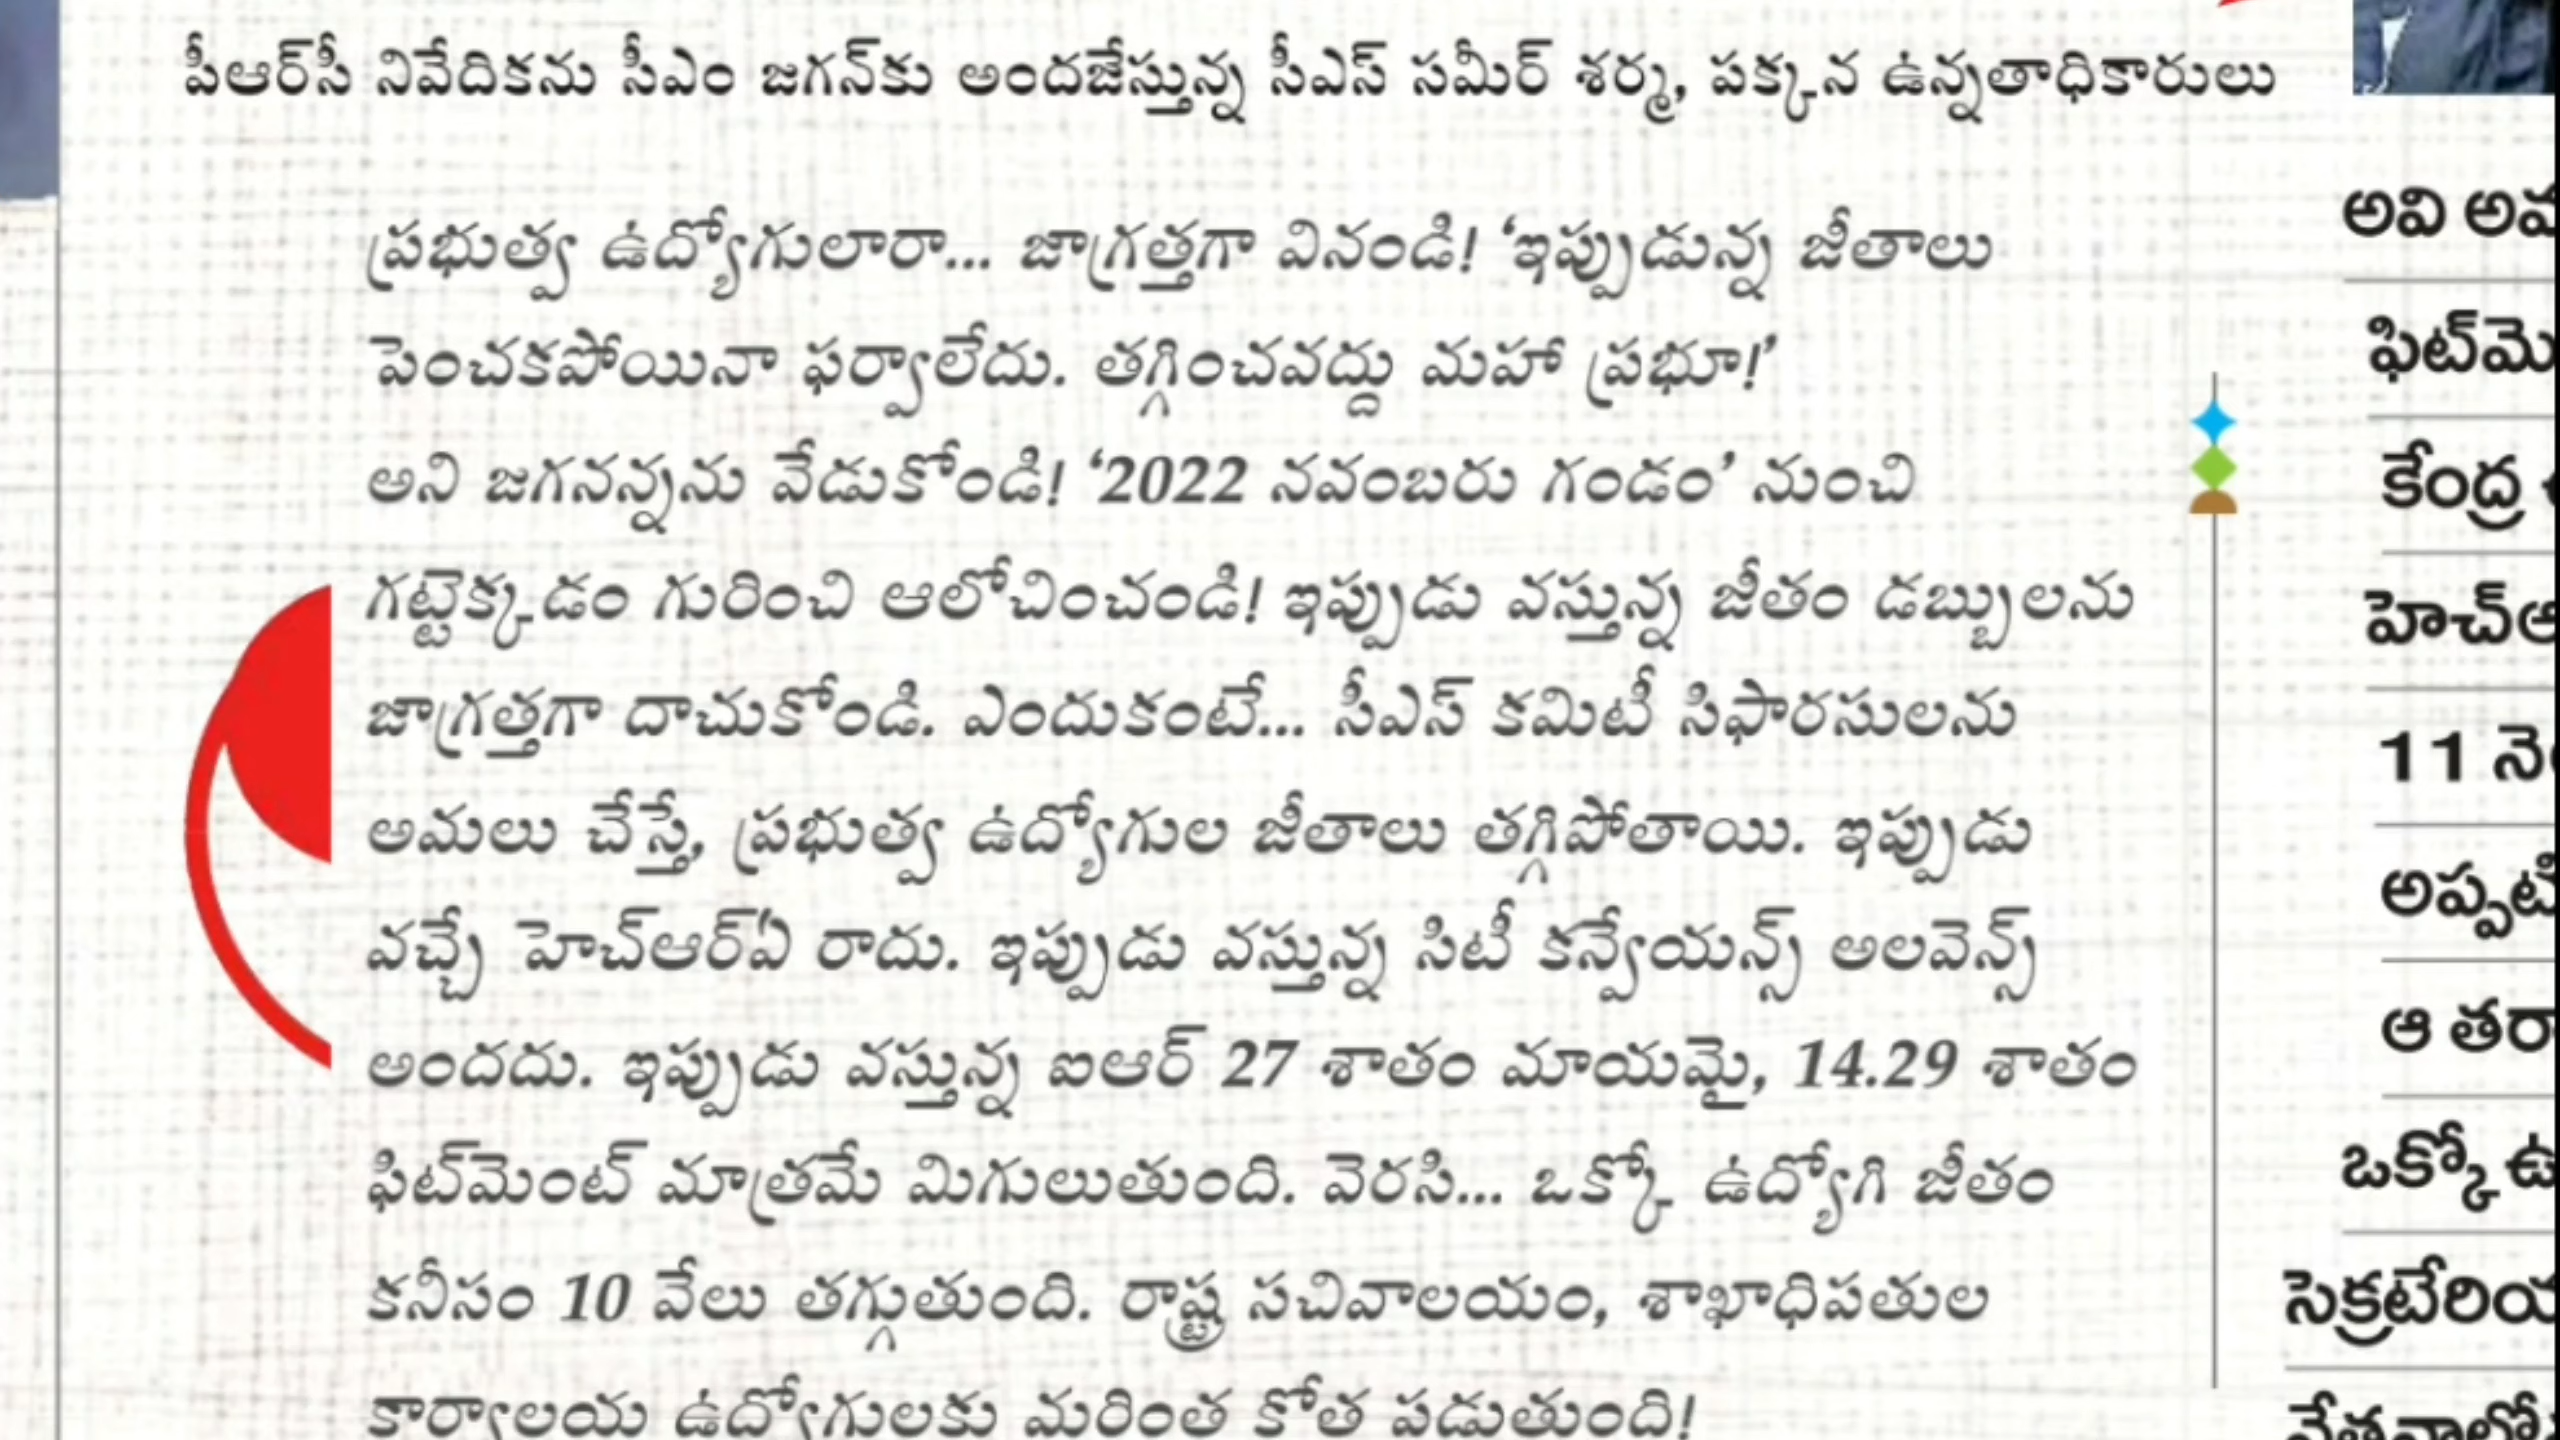 పీఆర్‌సీ నివేదికను సీఎం జగన్‌కు అందజేస్తున్న సీఎస్ సమీర్ శర్మ, పక్కన ఉన్నతాధికారులు
ప్రభుత్వ ఉద్యోగులారా... జాగ్రత్తగా వినండి! ‘ఇప్పుడున్న జీతాలు
పెంచకపోయినా ఫర్వాలేదు. తగ్గించవద్దు మహా ప్రభూ!’
అని జగనన్నను వేడుకోండి! ‘2022 నవంబరు గండం’ నుంచి
గట్టెక్కడం గురించి ఆలోచించండి! ఇప్పుడు వస్తున్న జీతం డబ్బులను
జాగ్రత్తగా దాచుకోండి. ఎందుకంటే... సీఎస్ కమిటీ సిఫారసులను
అమలు చేస్తే, ప్రభుత్వ ఉద్యోగుల జీతాలు తగ్గిపోతాయి. ఇప్పుడు
వచ్చే హెచ్ఆర్ఏ రాదు. ఇప్పుడు వస్తున్న సిటీ కన్వేయన్స్ అలవెన్స్
అందదు. ఇప్పుడు వస్తున్న ఐఆర్ 27 శాతం మాయమై, 14.29 శాతం
ఫిట్‌మెంట్ మాత్రమే మిగులుతుంది. వెరసి... ఒక్కో ఉద్యోగి జీతం
కనీసం 10 వేలు తగ్గుతుంది. రాష్ట్ర సచివాలయం, శాఖాధిపతుల
కార్యాలయ ఉద్యోగులకు మరింత కోత పడుతుంది!
అవి
కేంద్ర
11
ఆ
ఒక్కో